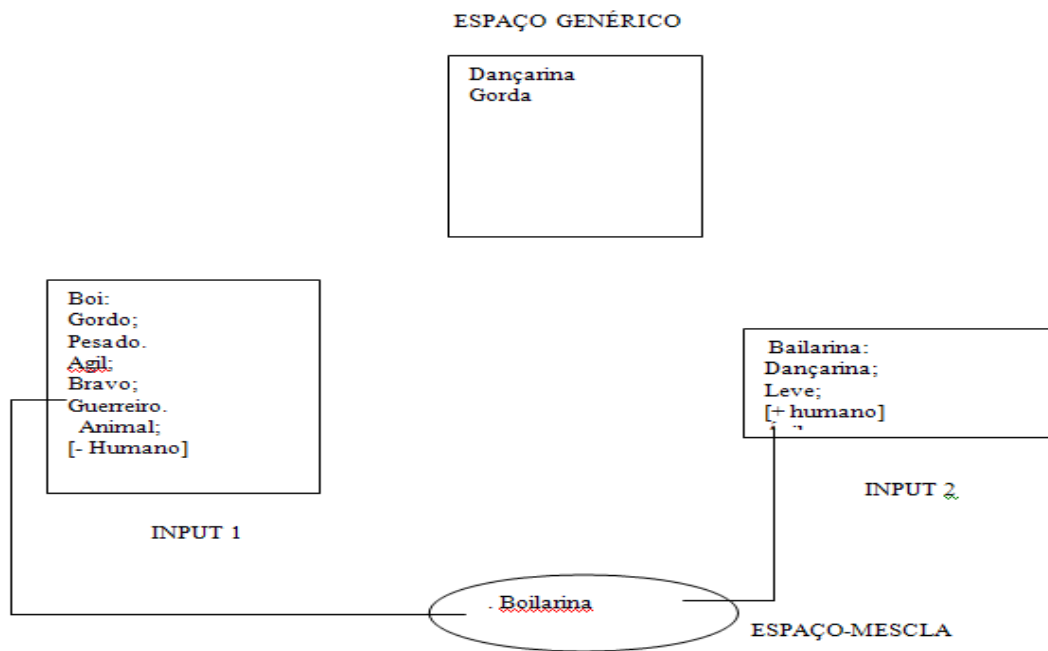 ESPAÇO GENÉRICO
Dançarina
Gorda
Boi:
Gordo;
Pesado.
Agil;
Bravo;
Guerreiro.
Animal;
[- Humano]
INPUT 1
Bailarina:
Dançarina;
Leve;
[+ humano]
INPUT 2
. Boilarina
ESPAÇO-MESCLA